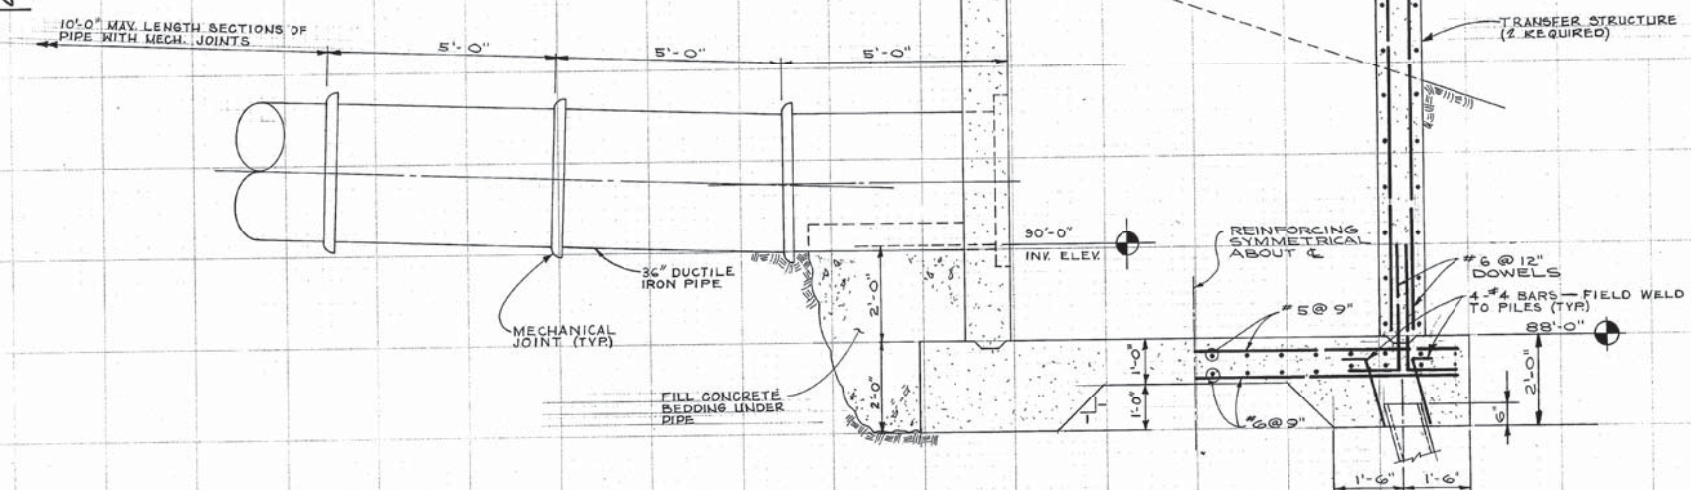 10'-0" MAX. LENGTH SECTIONS OF
PIPE WITH MECH. JOINTS
5'-0"
5'-0"
5'-0"
TRANSFER STRUCTURE
(2 REQUIRED)
90'-0"
INV. ELEV.
REINFORCING
SYMMETRICAL
ABOUT ℄
#6 @ 12"
DOWELS
4-#4 BARS — FIELD WELD
TO PILES (TYP.)
88'-0"
36" DUCTILE
IRON PIPE
MECHANICAL
JOINT (TYP.)
2'-0"
#5 @ 9"
FILL CONCRETE
BEDDING UNDER
PIPE
2'-0"
1'-0"
1'-0"
1
1
#6 @ 9"
2'-0"
6"
1'-6"
1'-6"